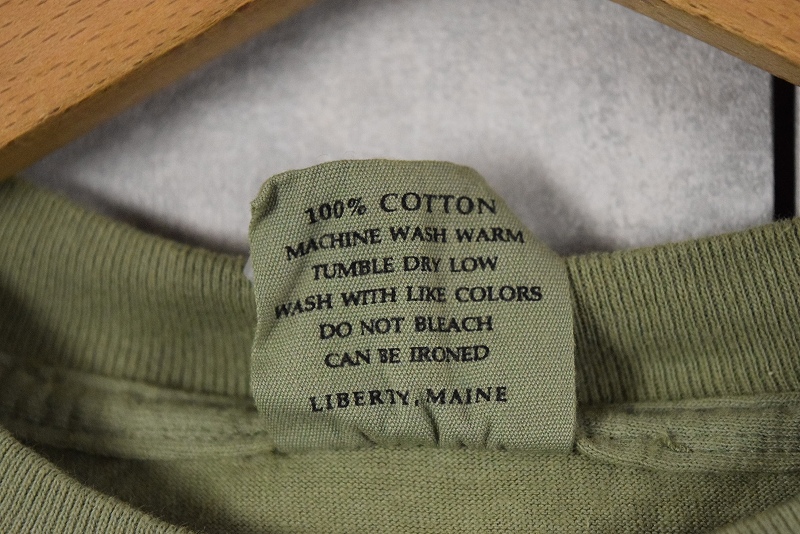 100% COTTON
MACHINE WASH WARM
TUMBLE DRY LOW
WASH WITH LIKE COLORS
DO NOT BLEACH
CAN BE IRONED
LIBERTY, MAINE